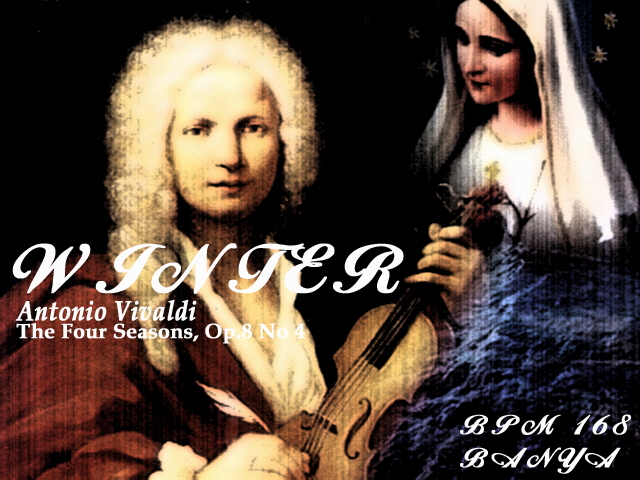 WINTER
Antonio Vivaldi
The Four Seasons, Op.8 No 4
BPM 168
BANYA